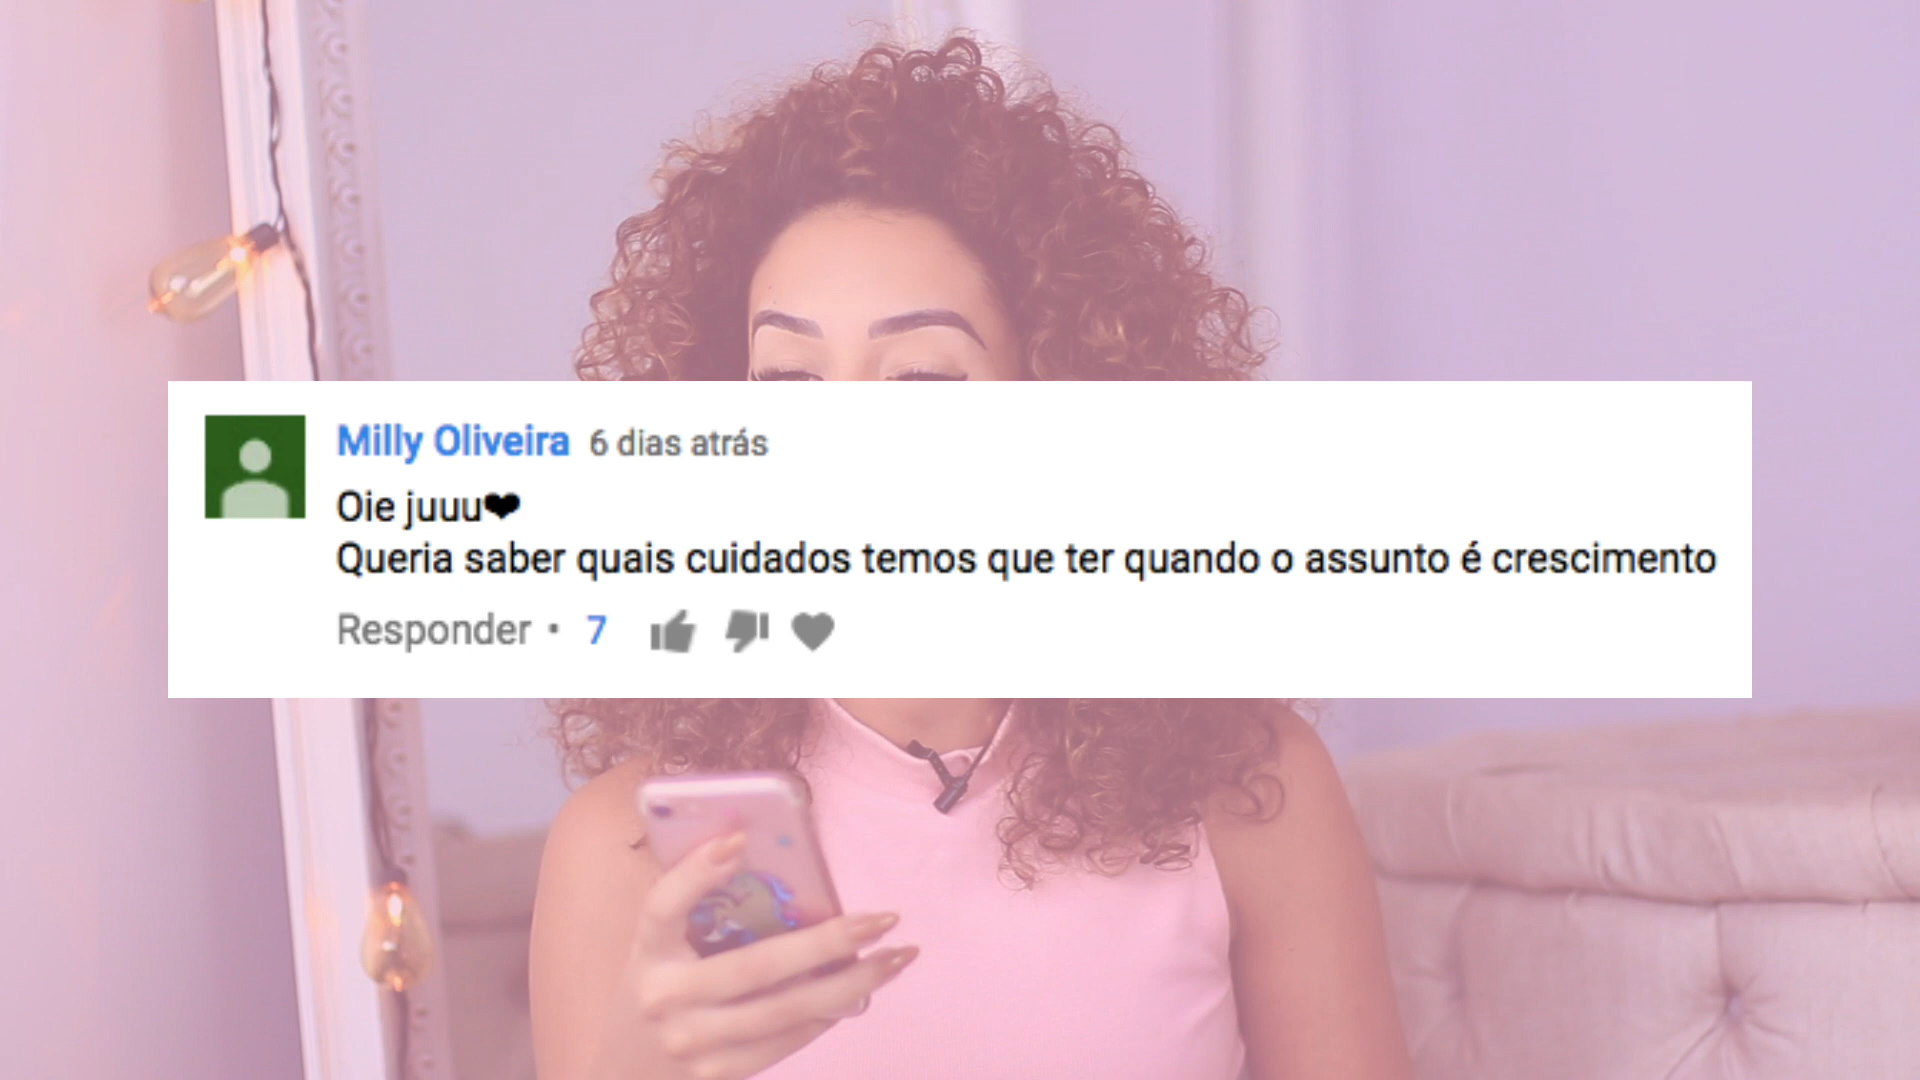 Milly Oliveira 6 dias atrás
Oie juuu❤
Queria saber quais cuidados temos que ter quando o assunto é crescimento
Responder • 7